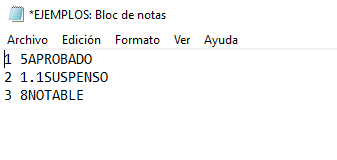 *EJEMPLOS: Bloc de notas
Archivo Edición Formato Ver Ayuda
1 5APROBADO
2 1.1SUSPENSO
3 8NOTABLE